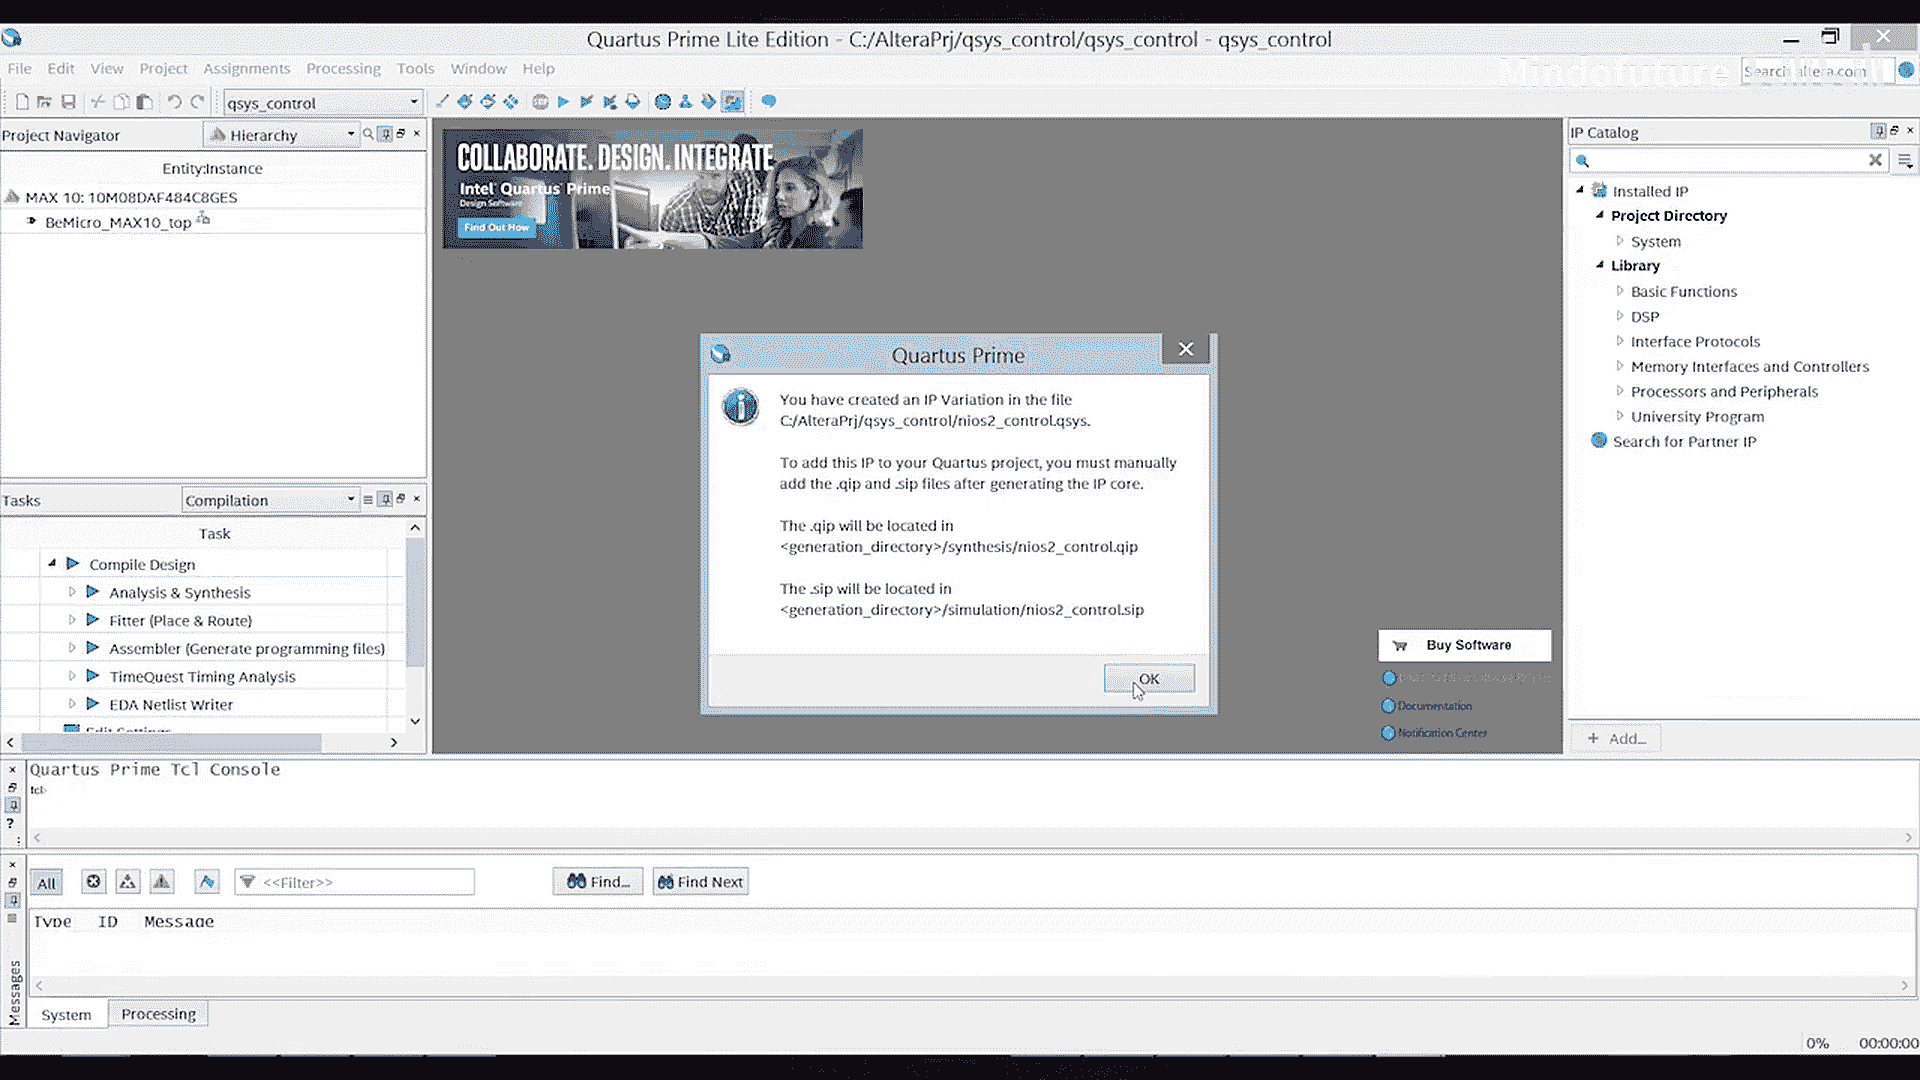 Quartus Prime Lite Edition - C:/AlteraPrj/qsys_control/qsys_control - qsys_control
File Edit View Project Assignments Processing Tools Window Help
Mindofuture
Search altera.com
qsys_control
Project Navigator
Hierarchy
Entity:Instance
MAX 10: 10M08DAF484C8GES
BeMicro_MAX10_top
COLLABORATE. DESIGN. INTEGRATE
Intel Quartus Prime
Design Software
Find Out How
IP Catalog
Installed IP
Project Directory
System
Library
Basic Functions
DSP
Interface Protocols
Memory Interfaces and Controllers
Processors and Peripherals
University Program
Search for Partner IP
+ Add...
Quartus Prime
You have created an IP Variation in the file
C:/AlteraPrj/qsys_control/nios2_control.qsys.
To add this IP to your Quartus project, you must manually
add the .qip and .sip files after generating the IP core.
The .qip will be located in
<generation_directory>/synthesis/nios2_control.qip
The .sip will be located in
<generation_directory>/simulation/nios2_control.sip
OK
Tasks
Compilation
Task
Compile Design
Analysis & Synthesis
Fitter (Place & Route)
Assembler (Generate programming files)
TimeQuest Timing Analysis
EDA Netlist Writer
Edit Settings
Buy Software
Documentation
Notification Center
Quartus Prime Tcl Console
tcl>
All
<<Filter>>
Find...
Find Next
Type ID Message
Messages
System
Processing
0%
00:00:00